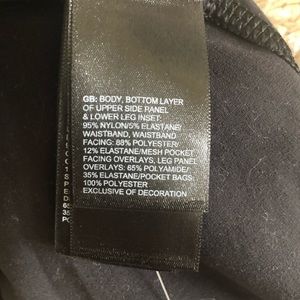 GB: BODY, BOTTOM LAYER
OF UPPER SIDE PANEL
& LOWER LEG INSET:
95% NYLON/5% ELASTANE/
WAISTBAND, WAISTBAND
FACING: 88% POLYESTER/
12% ELASTANE/MESH POCKET
FACING OVERLAYS, LEG PANEL
OVERLAYS: 65% POLYAMIDE/
35% ELASTANE/POCKET BAGS:
100% POLYESTER
EXCLUSIVE OF DECORATION